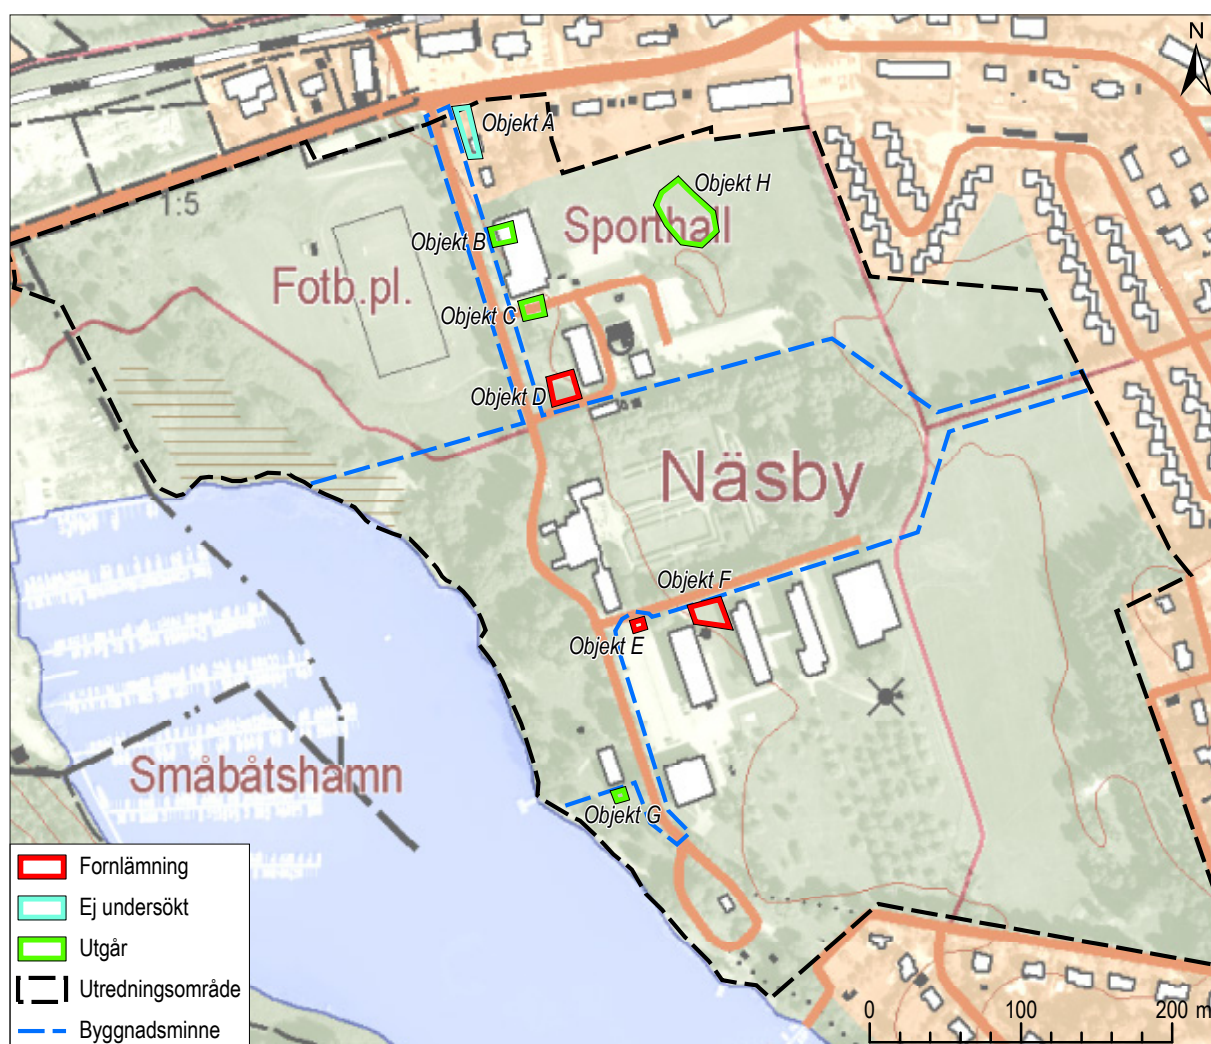 N
Objekt A
Objekt H
1:5
Sporthall
Objekt B
Fotb.pl.
Objekt C
Objekt D
Näsby
Objekt F
Objekt E
Småbåtshamn
Objekt G
Fornlämning
Ej undersökt
Utgår
Utredningsområde
Byggnadsminne
0 100 200 m